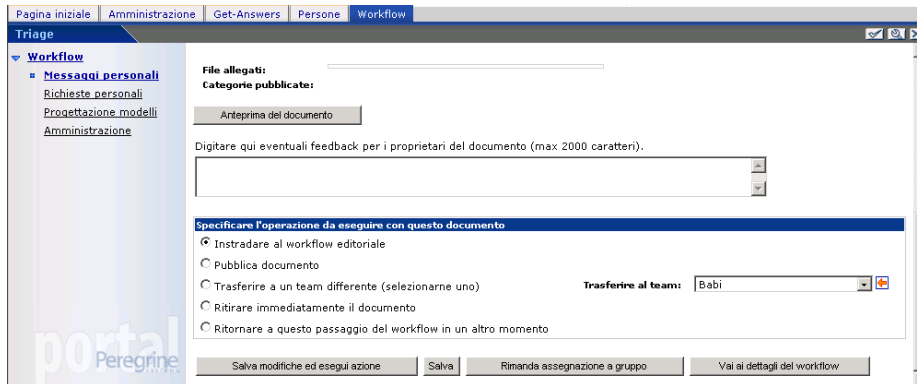 Pagina iniziale Amministrazione Get-Answers Persone Workflow
Triage
Workflow
Messaggi personali
Richieste personali
Progettazione modelli
Amministrazione
File allegati:
Categorie pubblicate:
Anteprima del documento
Digitare qui eventuali feedback per i proprietari del documento (max 2000 caratteri).
Specificare l'operazione da eseguire con questo documento
Instradare al workflow editoriale
Pubblica documento
Trasferire a un team differente (selezionarne uno) Trasferire al team: Babi
Ritirare immediatamente il documento
Ritornare a questo passaggio del workflow in un altro momento
Salva modifiche ed esegui azione Salva Rimanda assegnazione a gruppo Vai ai dettagli del workflow
portal
Peregrine